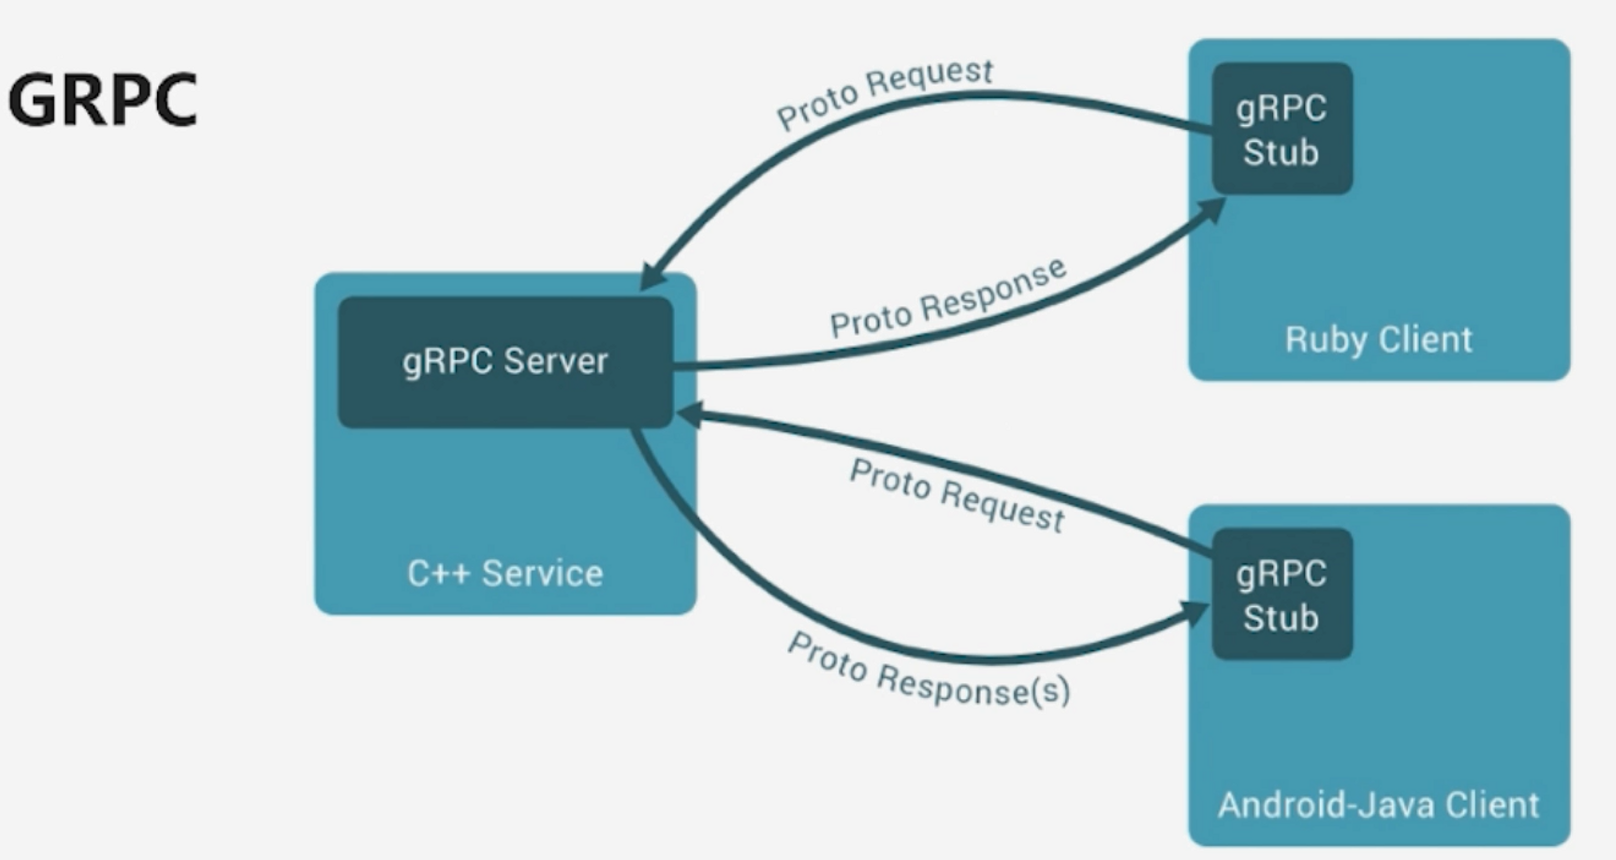 GRPC
Proto Request
gRPC
Stub
Proto Response
Ruby Client
gRPC Server
C++ Service
Proto Request
gRPC
Stub
Proto Response(s)
Android-Java Client